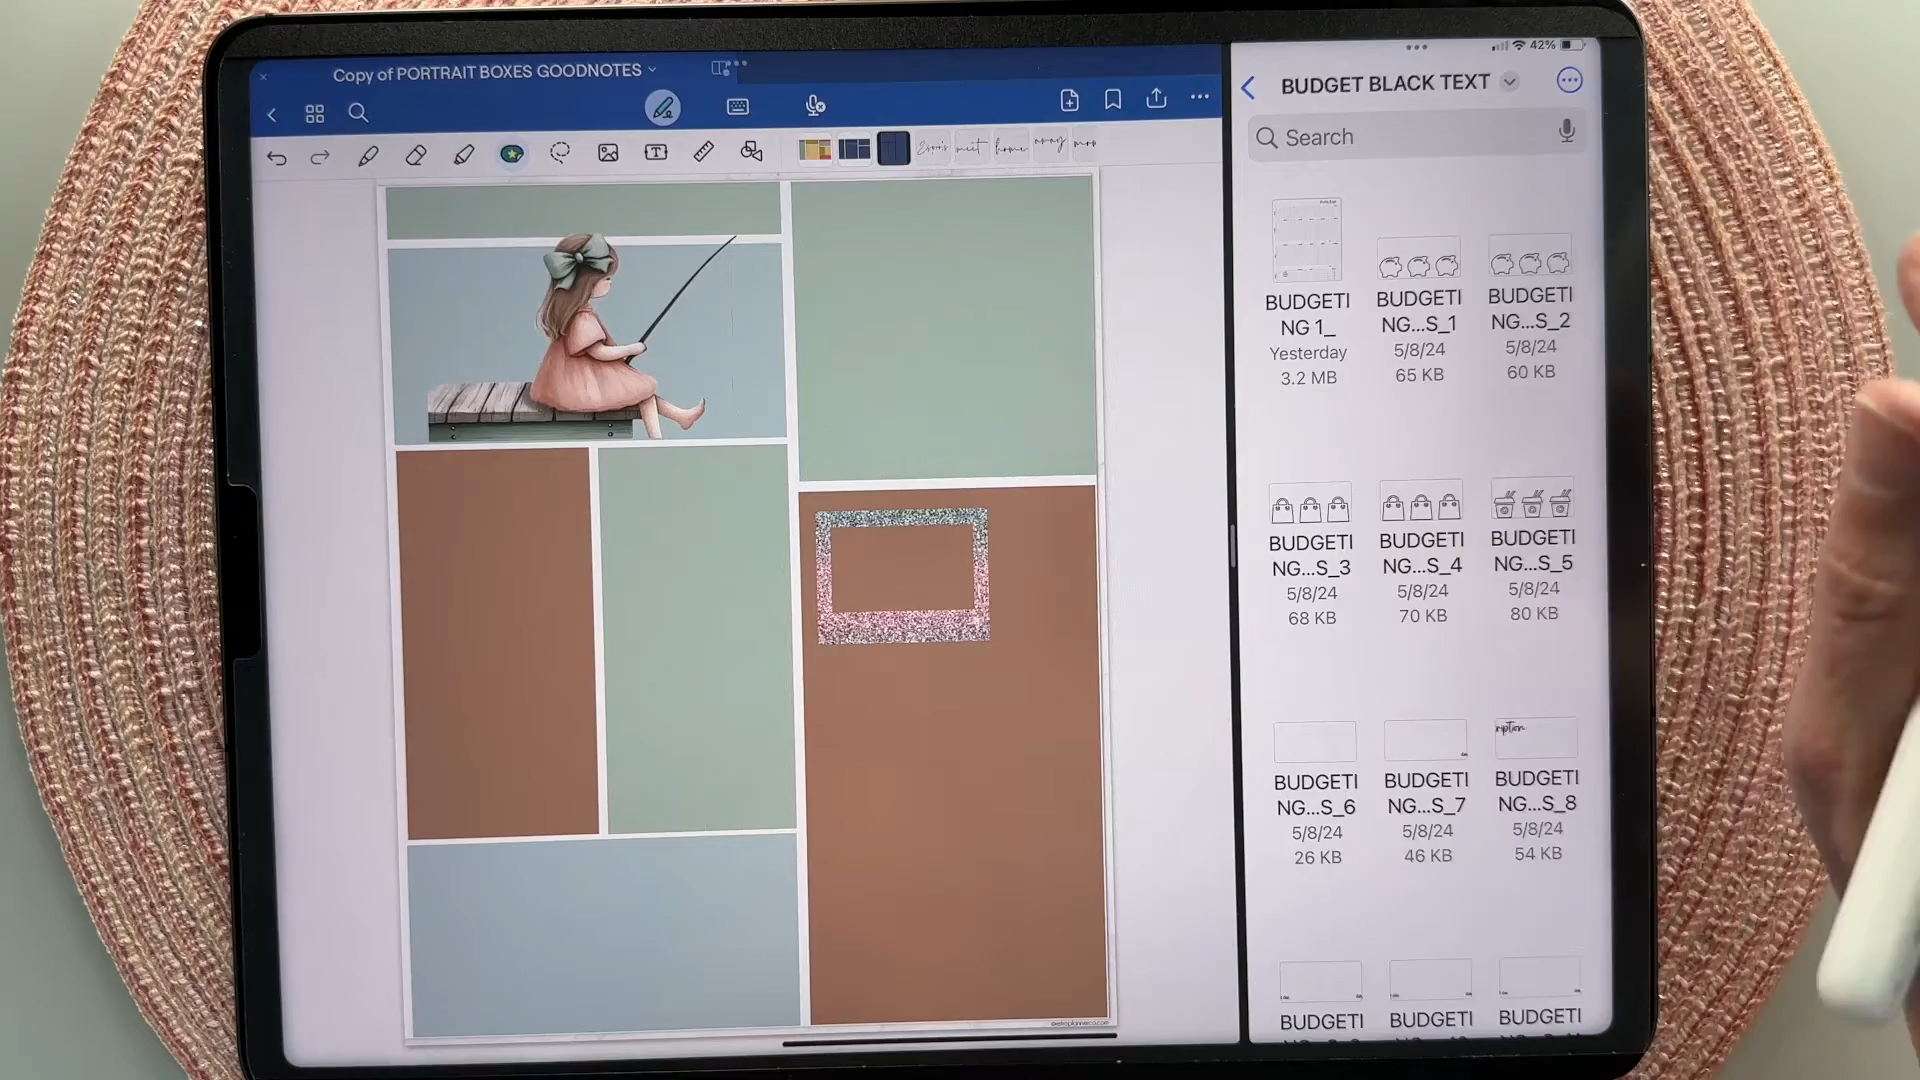 Copy of PORTRAIT BOXES GOODNOTES
meet
home
away
42%
BUDGET BLACK TEXT
Search
BUDGETI
NG 1_
Yesterday
3.2 MB
BUDGETI
NG...S_1
5/8/24
65 KB
BUDGETI
NG...S_2
5/8/24
60 KB
BUDGETI
NG...S_3
5/8/24
68 KB
BUDGETI
NG...S_4
5/8/24
70 KB
BUDGETI
NG...S_5
5/8/24
80 KB
ription
BUDGETI
NG...S_6
5/8/24
26 KB
BUDGETI
NG...S_7
5/8/24
46 KB
BUDGETI
NG...S_8
5/8/24
54 KB
BUDGETI
BUDGETI
BUDGETI